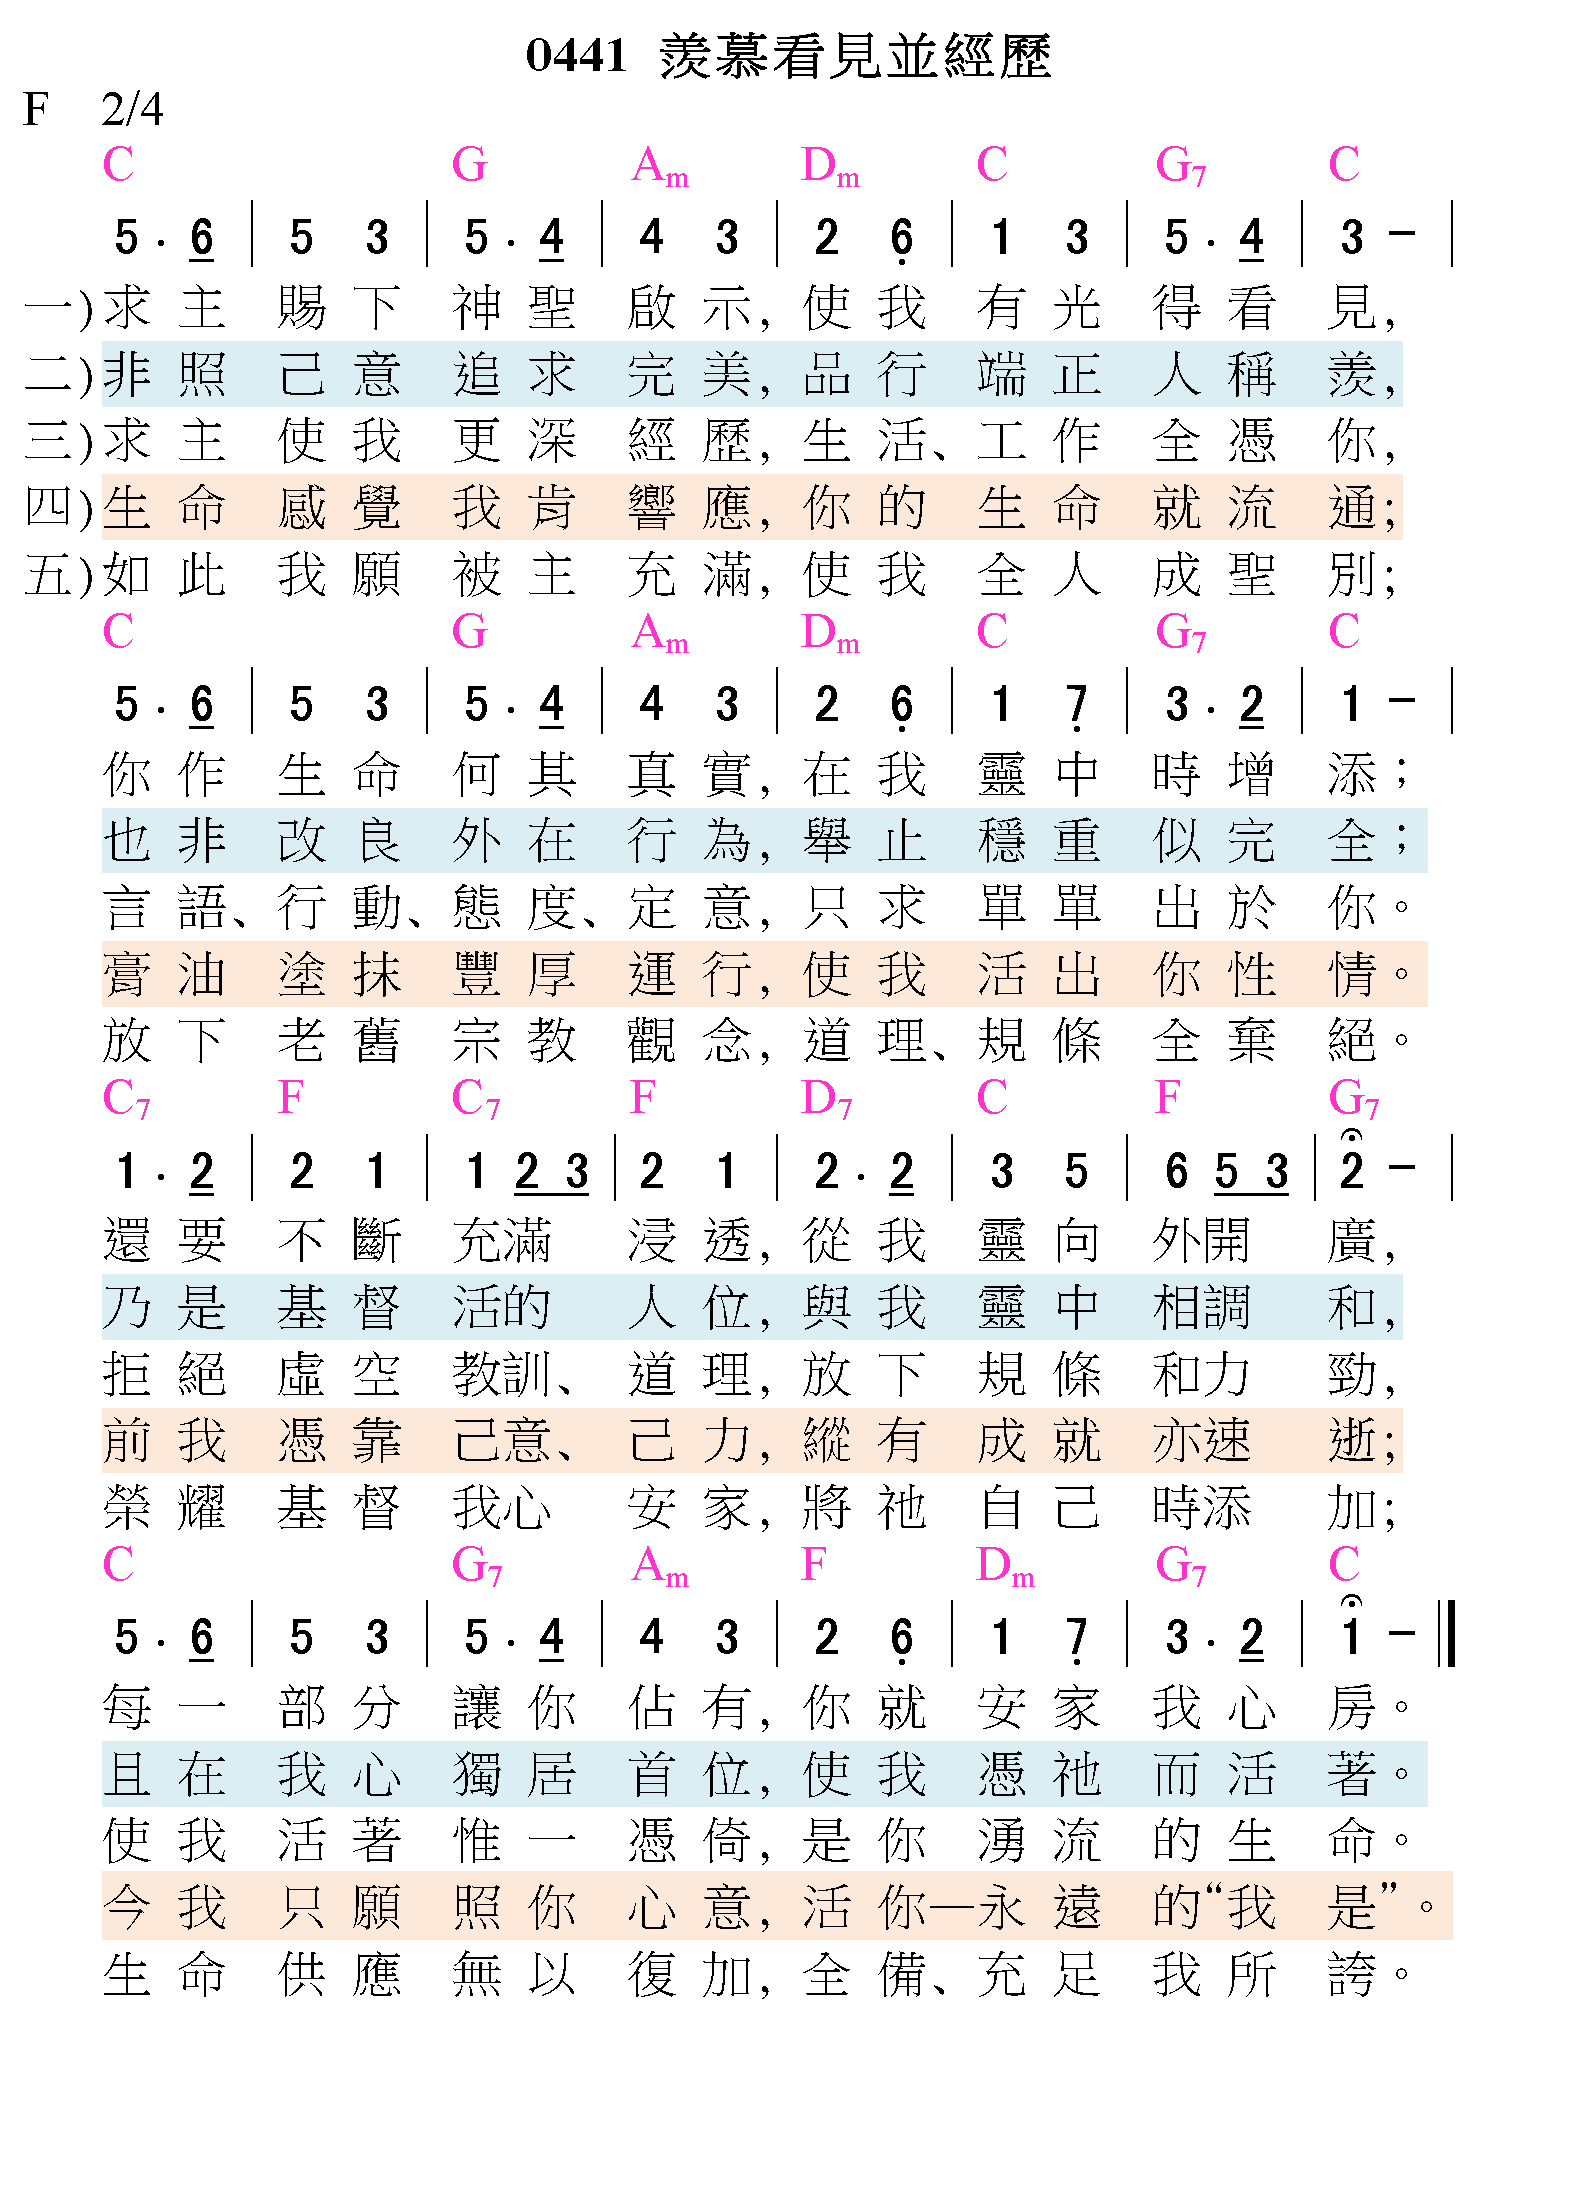 0441 羨慕看見並經歷
F 2/4
C G Am Dm C G7 C
5 . 6 | 5 3 | 5 . 4 | 4 3 | 2 6 | 1 3 | 5 . 4 | 3 – |
一)求主賜下神聖啟示,使我有光得看見,
二)非照己意追求完美,品行端正人稱羨,
三)求主使我更深經歷,生活、工作全憑你,
四)生命感覺我肯響應,你的生命就流通;
五)如此我願被主充滿,使我全人成聖別;
C G Am Dm C G7 C
5 . 6 | 5 3 | 5 . 4 | 4 3 | 2 6 | 1 7 | 3 . 2 | 1 – |
你作生命何其真實,在我靈中時增添;
也非改良外在行為,舉止穩重似完全;
言語、行動、態度、定意,只求單單出於你。
膏油塗抹豐厚運行,使我活出你性情。
放下老舊宗教觀念,道理、規條全棄絕。
C7 F C7 F D7 C F G7
1 . 2 | 2 1 | 1 2 3 | 2 1 | 2 . 2 | 3 5 | 6 5 3 | 2 – |
還要不斷充滿浸透,從我靈向外開廣,
乃是基督活的人位,與我靈中相調和,
拒絕虛空教訓、道理,放下規條和力勁,
前我憑靠己意、己力,縱有成就亦速逝;
榮耀基督我心安家,將祂自己時添加;
C G7 Am F Dm G7 C
5 . 6 | 5 3 | 5 . 4 | 4 3 | 2 6 | 1 7 | 3 . 2 | 1 – ‖
每一部分讓你佔有,你就安家我心房。
且在我心獨居首位,使我憑祂而活著。
使我活著惟一憑倚,是你湧流的生命。
今我只願照你心意,活你—永遠的“我是”。
生命供應無以復加,全備、充足我所誇。